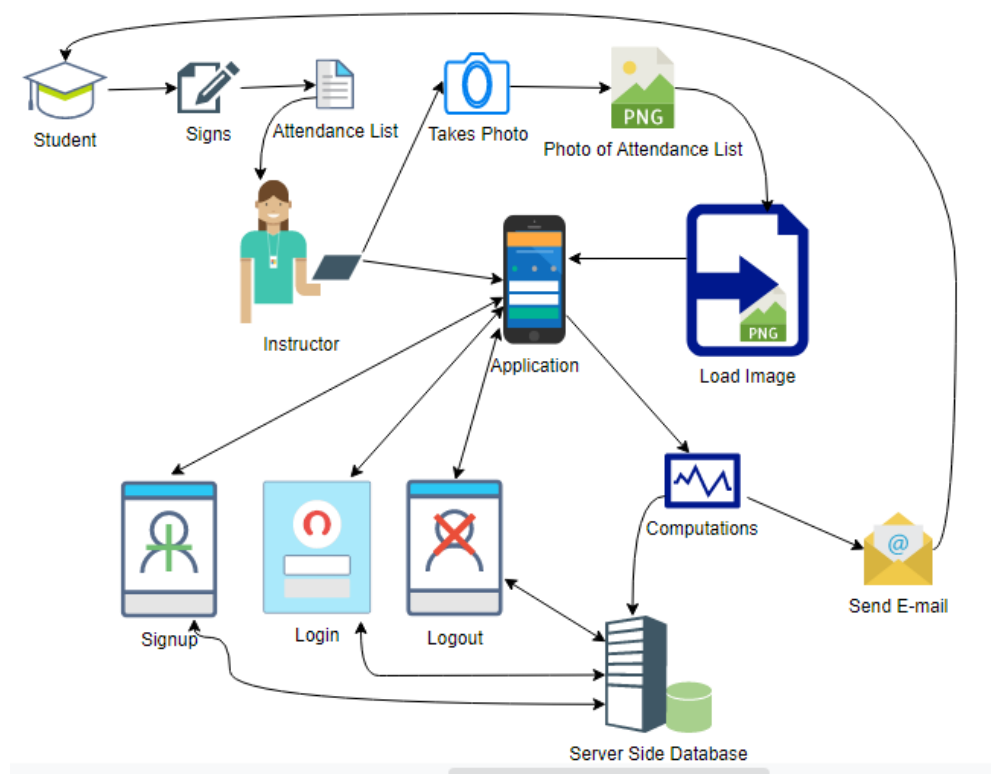 Student
Signs
Attendance List
Takes Photo
PNG
Photo of Attendance List
Instructor
Application
PNG
Load Image
Computations
@
Send E-mail
Signup
Login
Logout
Server Side Database